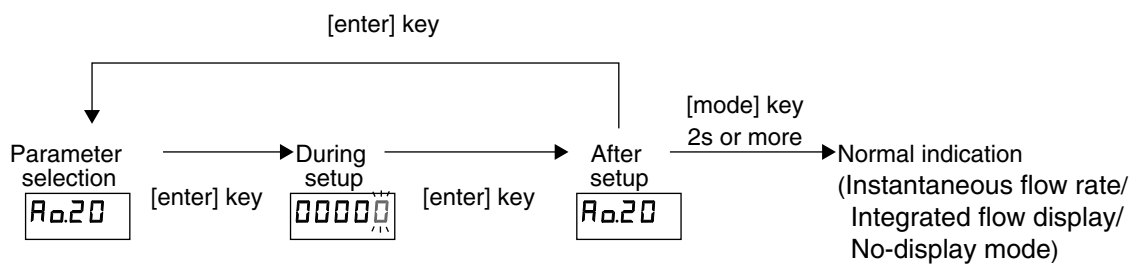 [enter] key
[mode] key
2s or more
Parameter
selection
[enter] key
During
setup
[enter] key
After
setup
Normal indication
(Instantaneous flow rate/
Integrated flow display/
No-display mode)
Ao.20
00000
Ao.20